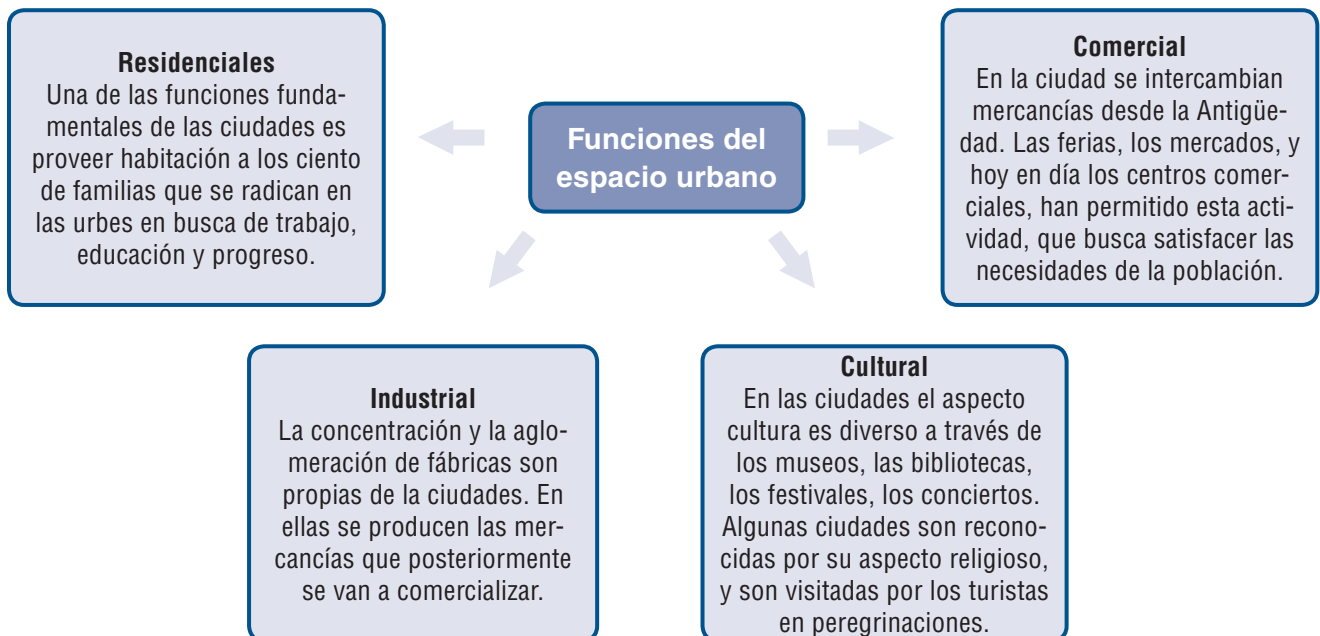 Funciones del
espacio urbano
Residenciales
Una de las funciones funda-
mentales de las ciudades es
proveer habitación a los ciento
de familias que se radican en
las urbes en busca de trabajo,
educación y progreso.
Comercial
En la ciudad se intercambian
mercancías desde la Antigüe-
dad. Las ferias, los mercados, y
hoy en día los centros comer-
ciales, han permitido esta acti-
vidad, que busca satisfacer las
necesidades de la población.
Industrial
La concentración y la aglo-
meración de fábricas son
propias de la ciudades. En
ellas se producen las mer-
cancías que posteriormente
se van a comercializar.
Cultural
En las ciudades el aspecto
cultura es diverso a través de
los museos, las bibliotecas,
los festivales, los conciertos.
Algunas ciudades son recono-
cidas por su aspecto religioso,
y son visitadas por los turistas
en peregrinaciones.